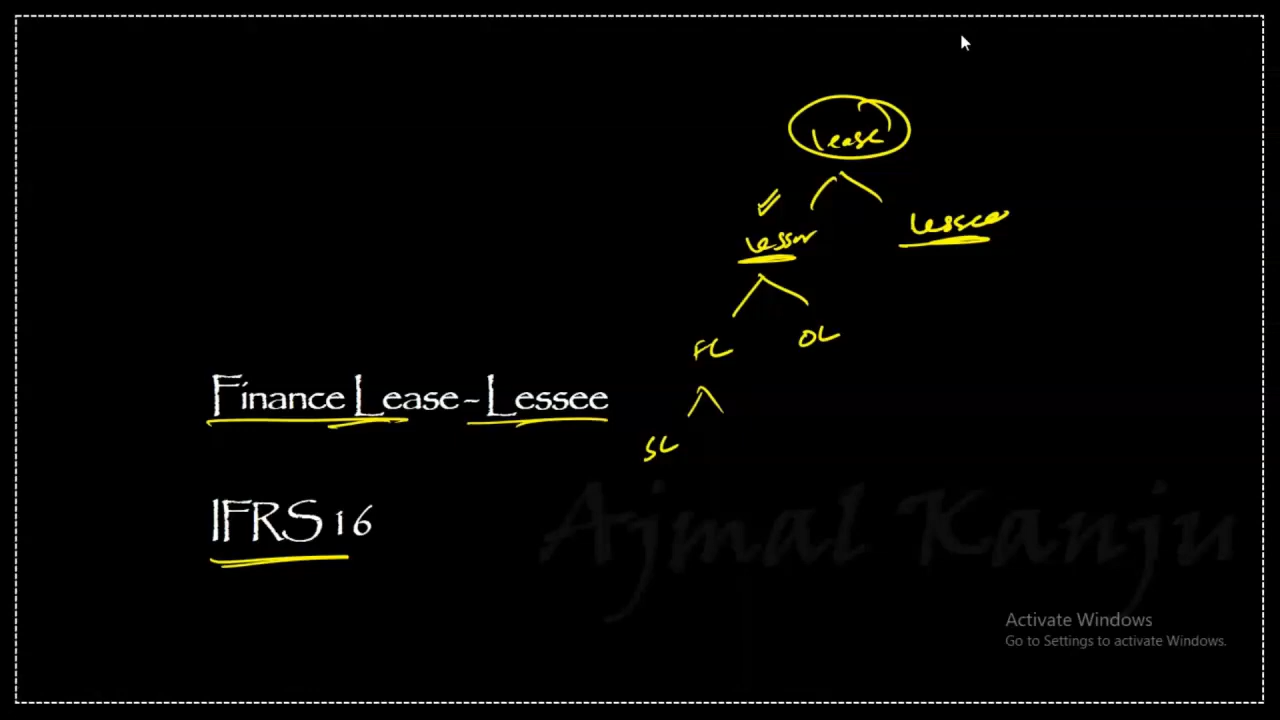 Lease
Lessor
Lessee
FL
OL
Finance Lease - Lessee
SL
IFRS 16
Ajmal Kanju
Activate Windows
Go to Settings to activate Windows.